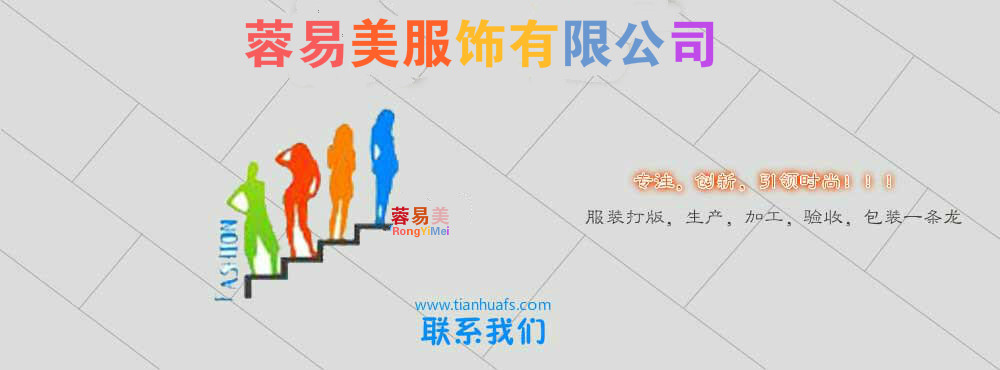 蓉易美服饰有限公司
专注、创新、引领时尚！！！
服装打版，生产，加工，验收，包装一条龙
蓉易美
RongYiMei
FASHION
www.tianhuafs.com
联系我们